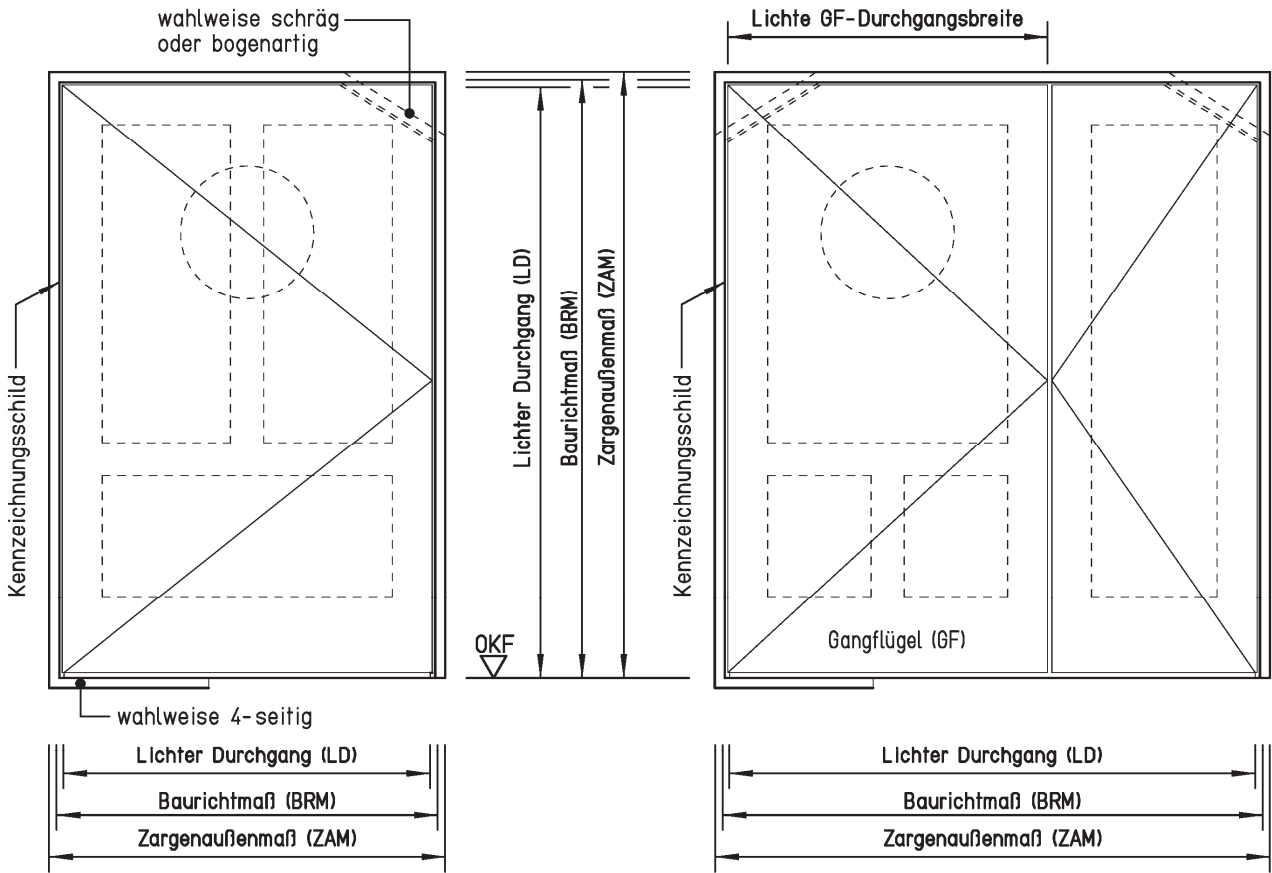 wahlweise schräg
oder bogenartig
Lichte GF-Durchgangsbreite
Kennzeichnungsschild
Lichter Durchgang (LD)
Baurichtmaß (BRM)
Zargenaußenmaß (ZAM)
Kennzeichnungsschild
OKF
Gangflügel (GF)
wahlweise 4-seitig
Lichter Durchgang (LD)
Baurichtmaß (BRM)
Zargenaußenmaß (ZAM)
Lichter Durchgang (LD)
Baurichtmaß (BRM)
Zargenaußenmaß (ZAM)